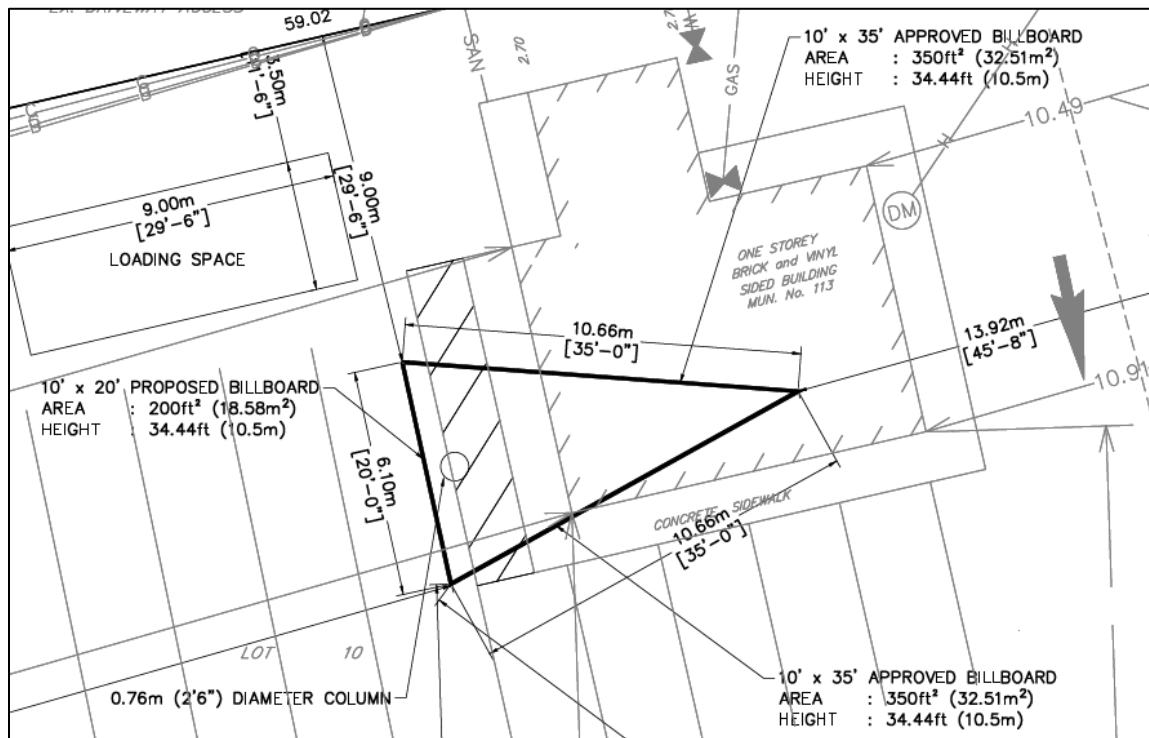 EX. DRIVEWAY ACCESS
59.02
3.50m
SAN
2.70
GAS
10' x 35' APPROVED BILLBOARD
AREA : 350ft² (32.51m²)
HEIGHT : 34.44ft (10.5m)
10.49
H
H
DM
9.00m
[29'-6"]
9.00m
[29'-6"]
LOADING SPACE
ONE STOREY
BRICK and VINYL
SIDED BUILDING
MUN. No. 113
10.66m
[35'-0"]
13.92m
[45'-8"]
10.91
10' x 20' PROPOSED BILLBOARD
AREA : 200ft² (18.58m²)
HEIGHT : 34.44ft (10.5m)
6.10m
[20'-0"]
CONCRETE SIDEWALK
10.66m
[35'-0"]
LOT 10
0.76m (2'6") DIAMETER COLUMN
10' x 35' APPROVED BILLBOARD
AREA : 350ft² (32.51m²)
HEIGHT : 34.44ft (10.5m)